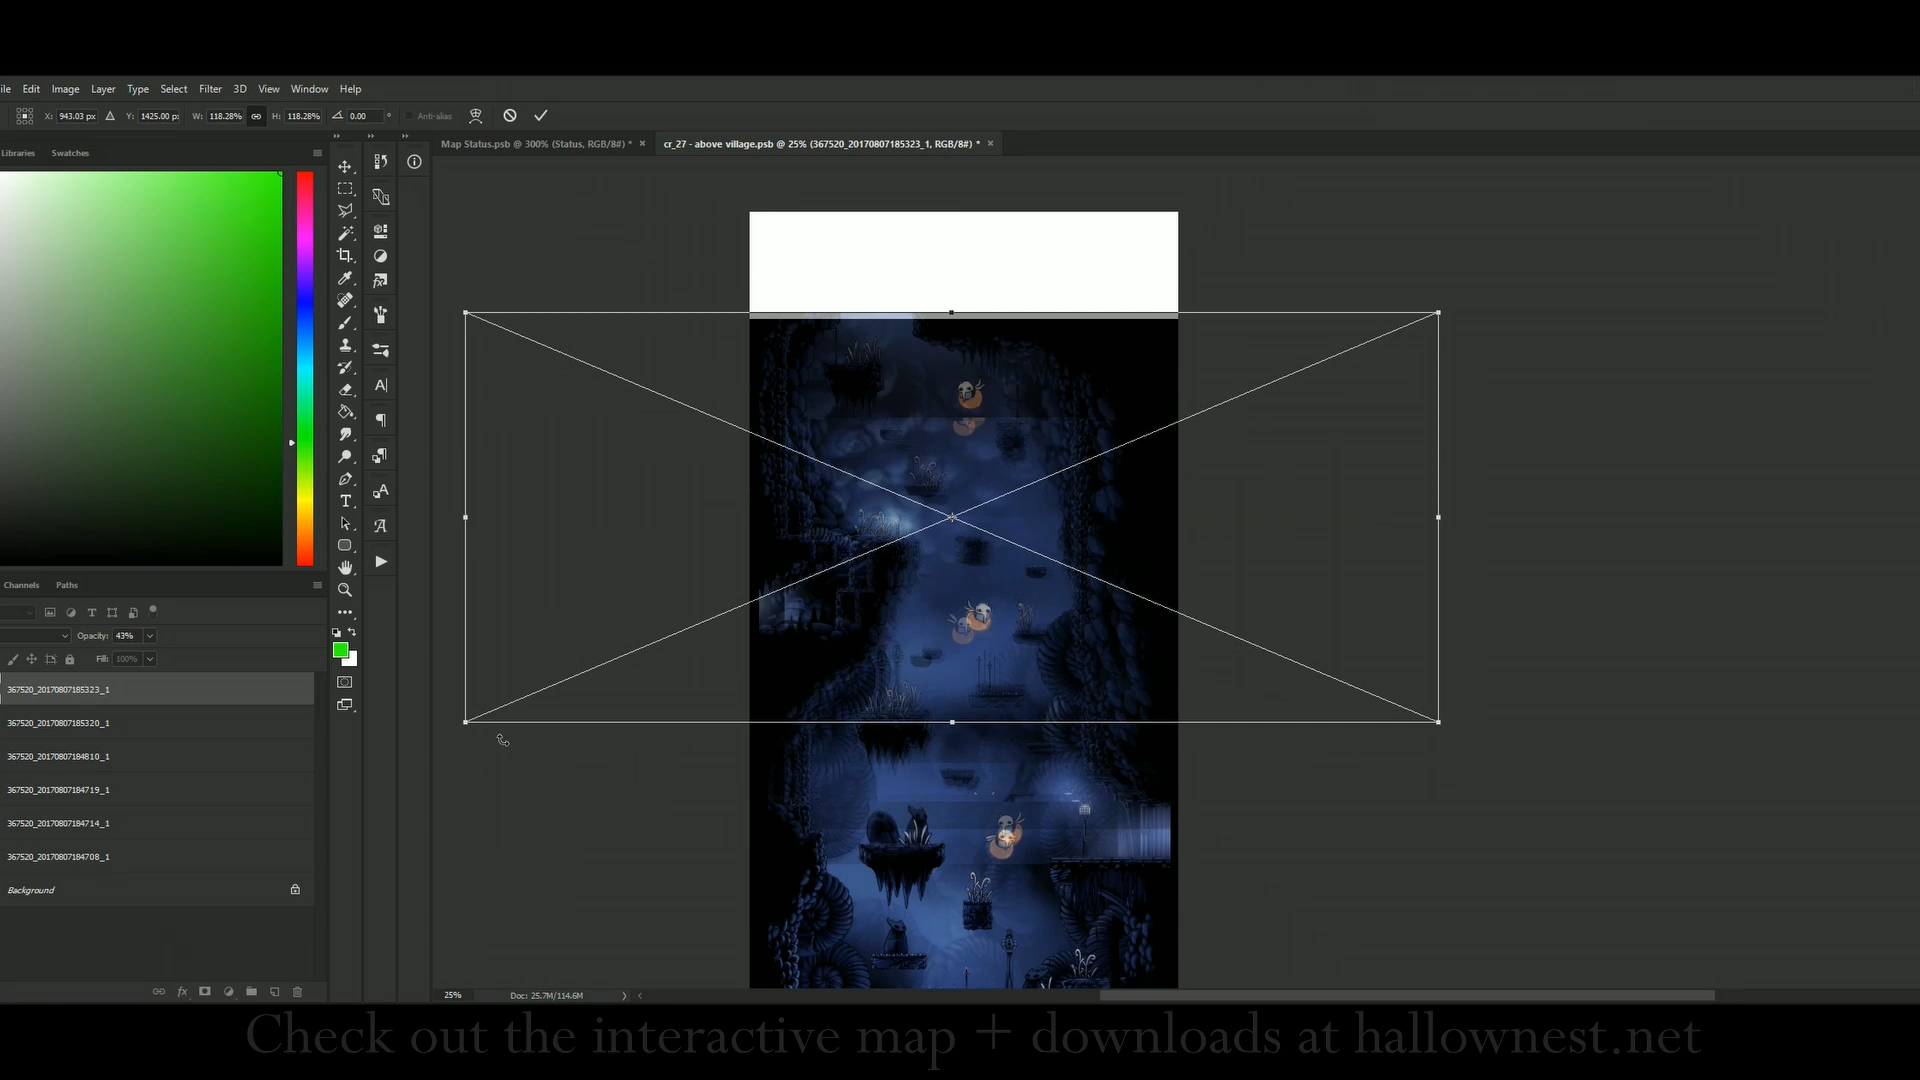 ile Edit Image Layer Type Select Filter 3D View Window Help
X: 943.03 px Y: 1425.00 px W: 118.28% H: 118.28% 0.00 ° Anti-alias
Map Status.psb @ 300% (Status, RGB/8#) * × cr_27 - above village.psb @ 25% (367520_20170807185323_1, RGB/8#) * ×
Libraries Swatches
Channels Paths
Opacity: 43%
Fill: 100%
367520_20170807185323_1
367520_20170807185320_1
367520_20170807184810_1
367520_20170807184719_1
367520_20170807184714_1
367520_20170807184708_1
Background
25% Doc: 25.7M/114.6M
Check out the interactive map + downloads at hallownest.net